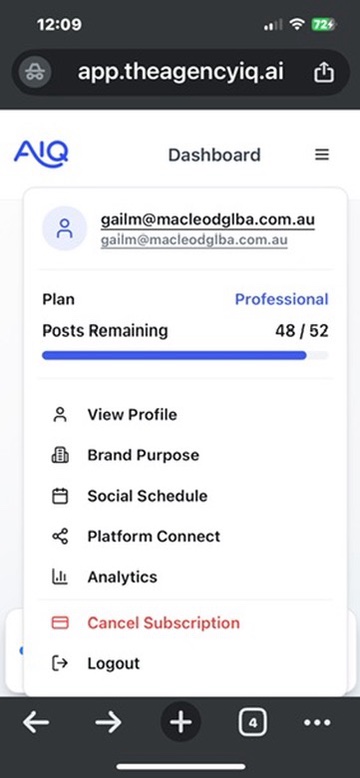 12:09
72
app.theagencyiq.ai
AIQ
Dashboard
gailm@macleodglba.com.au
gailm@macleodglba.com.au
Plan Professional
Posts Remaining 48 / 52
View Profile
Brand Purpose
Social Schedule
Platform Connect
Analytics
Cancel Subscription
Logout
4